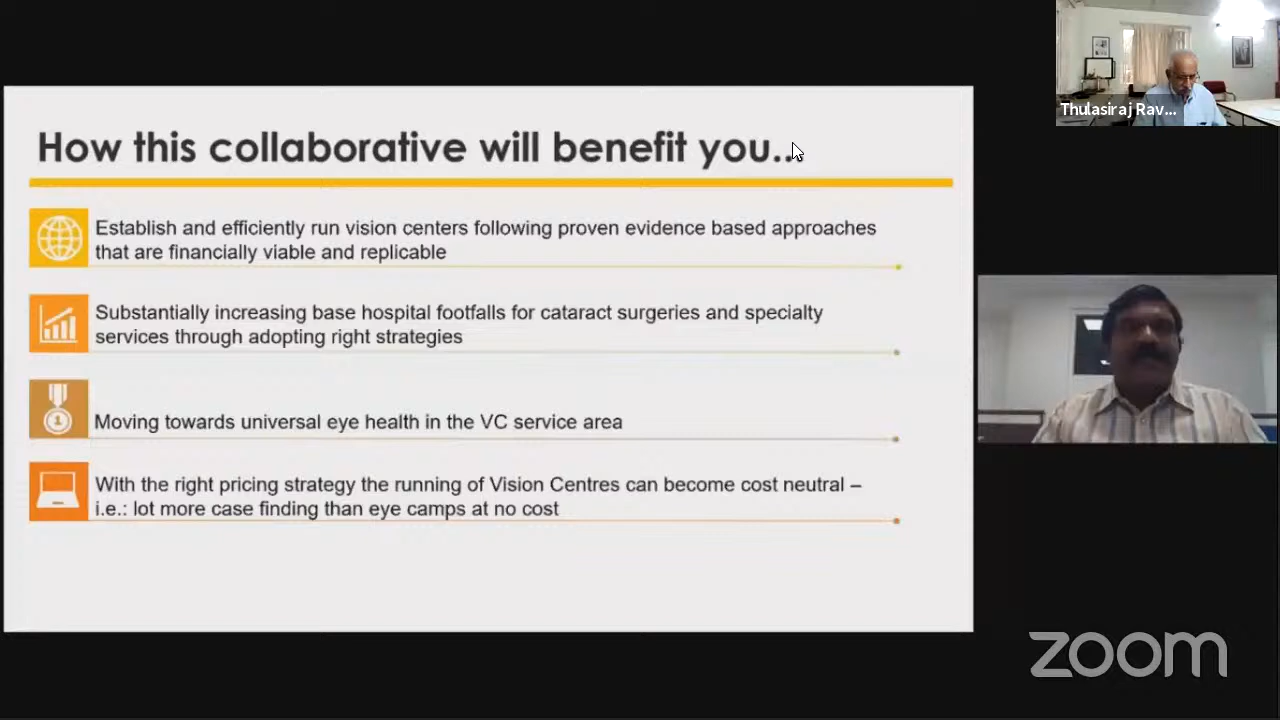 Thulasiraj Rav...
How this collaborative will benefit you...
Establish and efficiently run vision centers following proven evidence based approaches
that are financially viable and replicable
Substantially increasing base hospital footfalls for cataract surgeries and specialty
services through adopting right strategies
1
Moving towards universal eye health in the VC service area
With the right pricing strategy the running of Vision Centres can become cost neutral –
i.e.: lot more case finding than eye camps at no cost
zoom